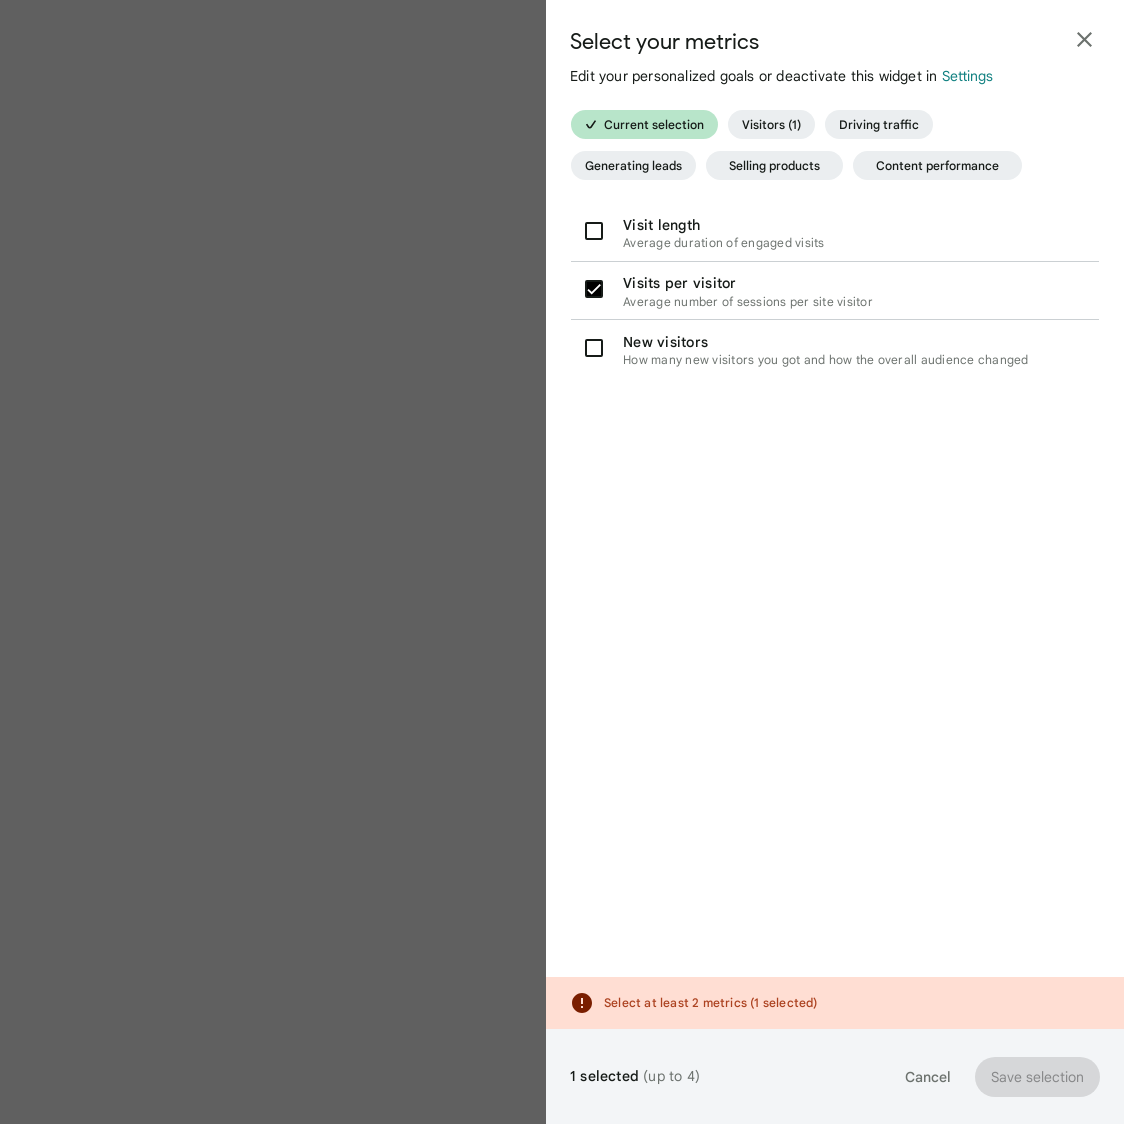 Select your metrics
Edit your personalized goals or deactivate this widget in Settings
Current selection
Visitors (1)
Driving traffic
Generating leads
Selling products
Content performance
Visit length
Average duration of engaged visits
Visits per visitor
Average number of sessions per site visitor
New visitors
How many new visitors you got and how the overall audience changed
Select at least 2 metrics (1 selected)
1 selected (up to 4)
Cancel
Save selection